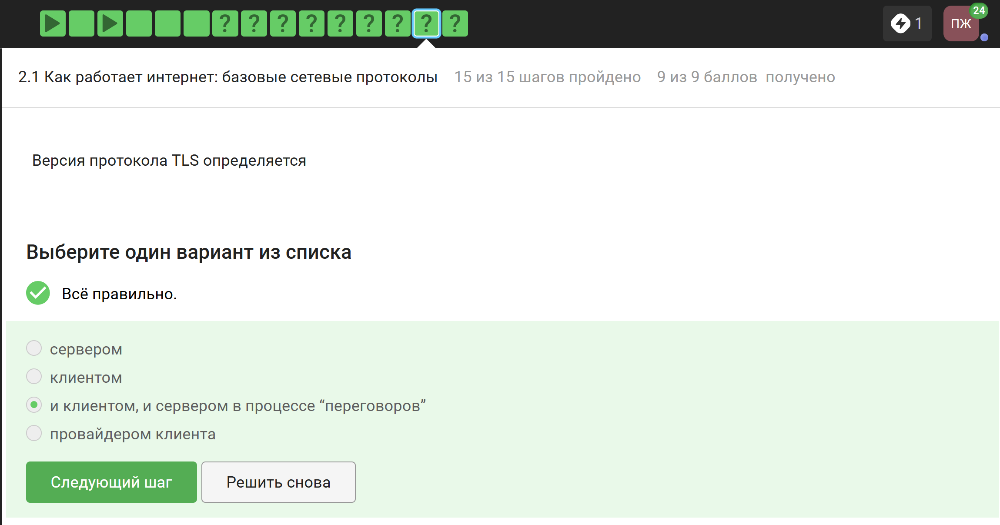 ? ? ? ? ? ? ? ? ?
1
ПЖ
24
2.1 Как работает интернет: базовые сетевые протоколы 15 из 15 шагов пройдено 9 из 9 баллов получено
Версия протокола TLS определяется
Выберите один вариант из списка
Всё правильно.
сервером
клиентом
и клиентом, и сервером в процессе “переговоров”
провайдером клиента
Следующий шаг Решить снова